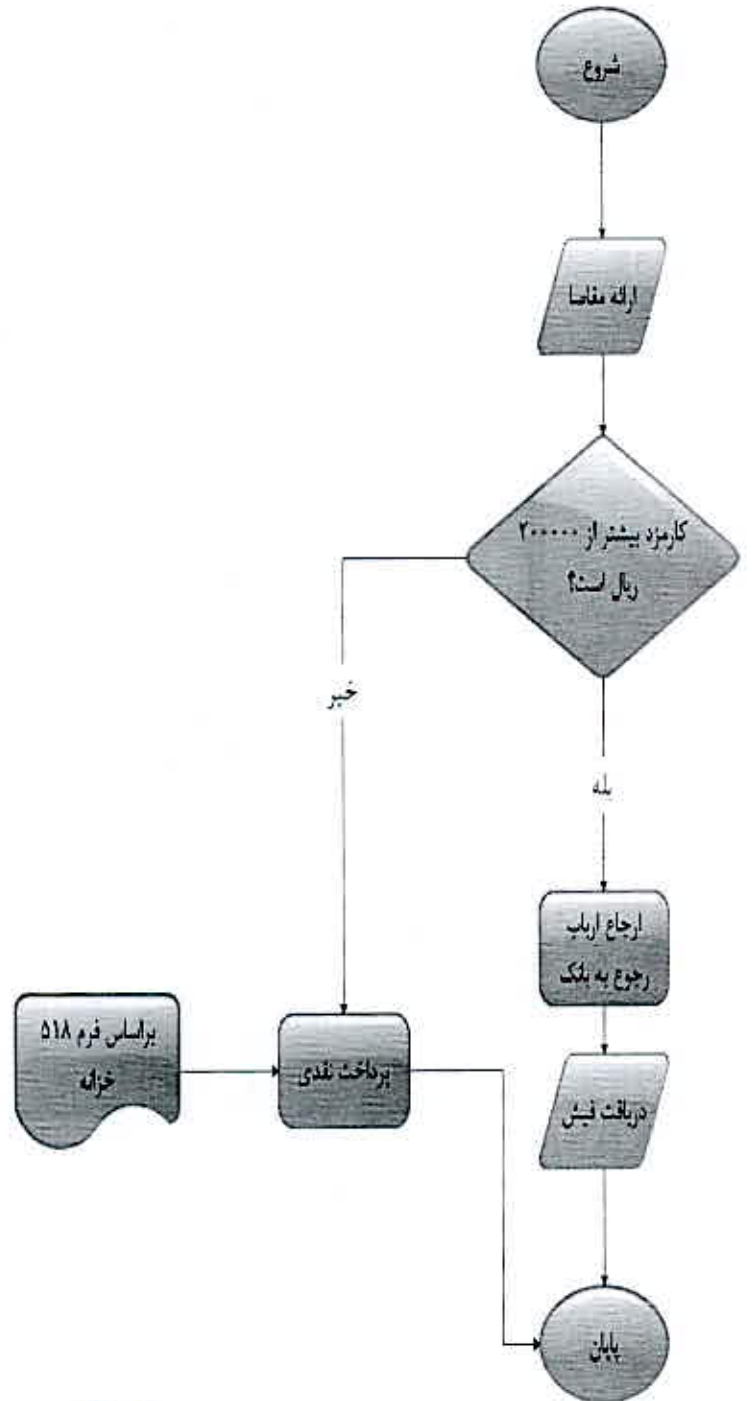 شروع
ارائه مفاصا
کارمزد بیشتر از ۲۰۰۰۰۰
ریال است؟
خیر
بله
ارجاع ارباب
رجوع به بانک
براساس فرم ۵۱۸
خزانه
پرداخت نقدی
دریافت فیش
پایان